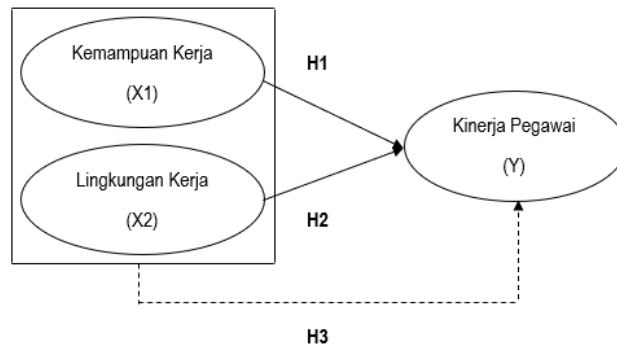 Kemampuan Kerja
(X1)
H1
Kinerja Pegawai
(Y)
Lingkungan Kerja
(X2)
H2
H3